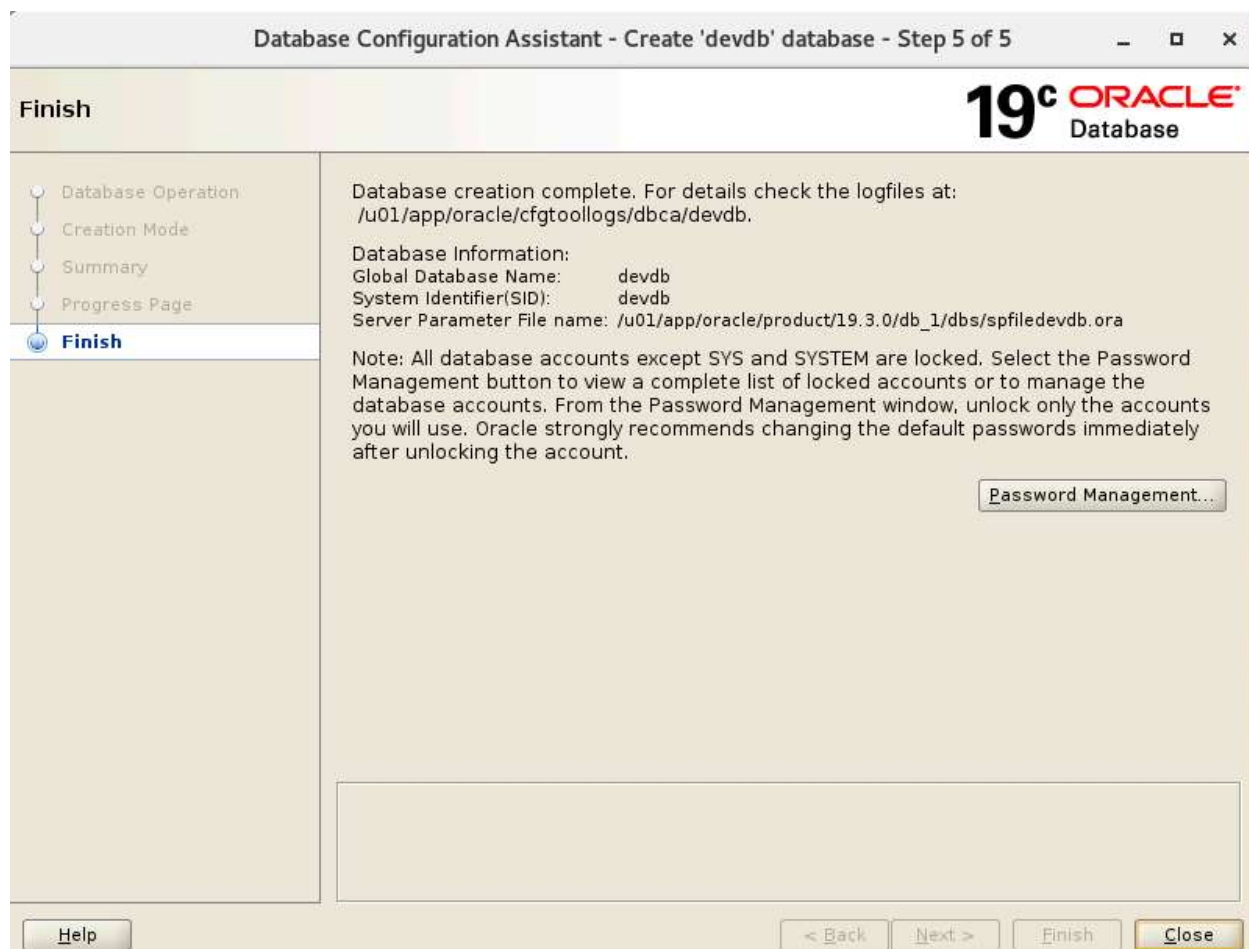 Database Configuration Assistant - Create 'devdb' database - Step 5 of 5
Finish
19c ORACLE
Database
Database Operation
Creation Mode
Summary
Progress Page
Finish
Database creation complete. For details check the logfiles at:
/u01/app/oracle/cfgtoollogs/dbca/devdb.
Database Information:
Global Database Name: devdb
System Identifier(SID): devdb
Server Parameter File name: /u01/app/oracle/product/19.3.0/db_1/dbs/spfiledevdb.ora
Note: All database accounts except SYS and SYSTEM are locked. Select the Password
Management button to view a complete list of locked accounts or to manage the
database accounts. From the Password Management window, unlock only the accounts
you will use. Oracle strongly recommends changing the default passwords immediately
after unlocking the account.
Password Management...
Help
< Back
Next >
Finish
Close